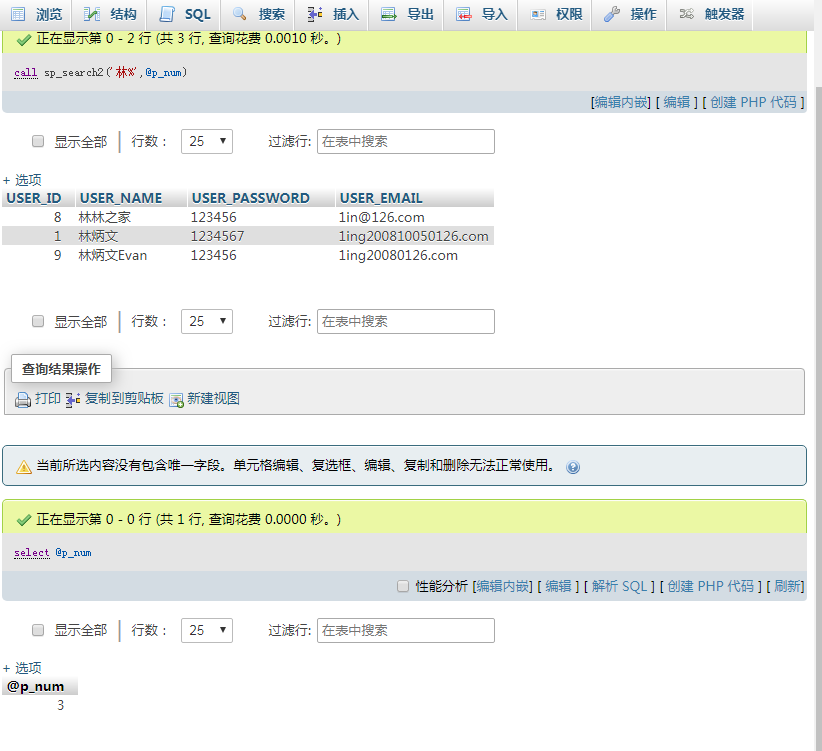 浏览 结构 SQL 搜索 插入 导出 导入 权限 操作 触发器
正在显示第 0 - 2 行 (共 3 行, 查询花费 0.0010 秒。)
call sp_search2('林%',@p_num)
[编辑内嵌] [ 编辑 ] [ 创建 PHP 代码 ]
显示全部 行数： 25 过滤行: 在表中搜索
+ 选项
USER_ID USER_NAME USER_PASSWORD USER_EMAIL
8 林林之家 123456 1in@126.com
1 林炳文 1234567 1ing200810050126.com
9 林炳文Evan 123456 1ing20080126.com
显示全部 行数： 25 过滤行: 在表中搜索
查询结果操作
打印 复制到剪贴板 新建视图
当前所选内容没有包含唯一字段。单元格编辑、复选框、编辑、复制和删除无法正常使用。
正在显示第 0 - 0 行 (共 1 行, 查询花费 0.0000 秒。)
select @p_num
性能分析 [编辑内嵌] [ 编辑 ] [ 解析 SQL ] [ 创建 PHP 代码 ] [ 刷新]
显示全部 行数： 25 过滤行: 在表中搜索
+ 选项
@p_num
3